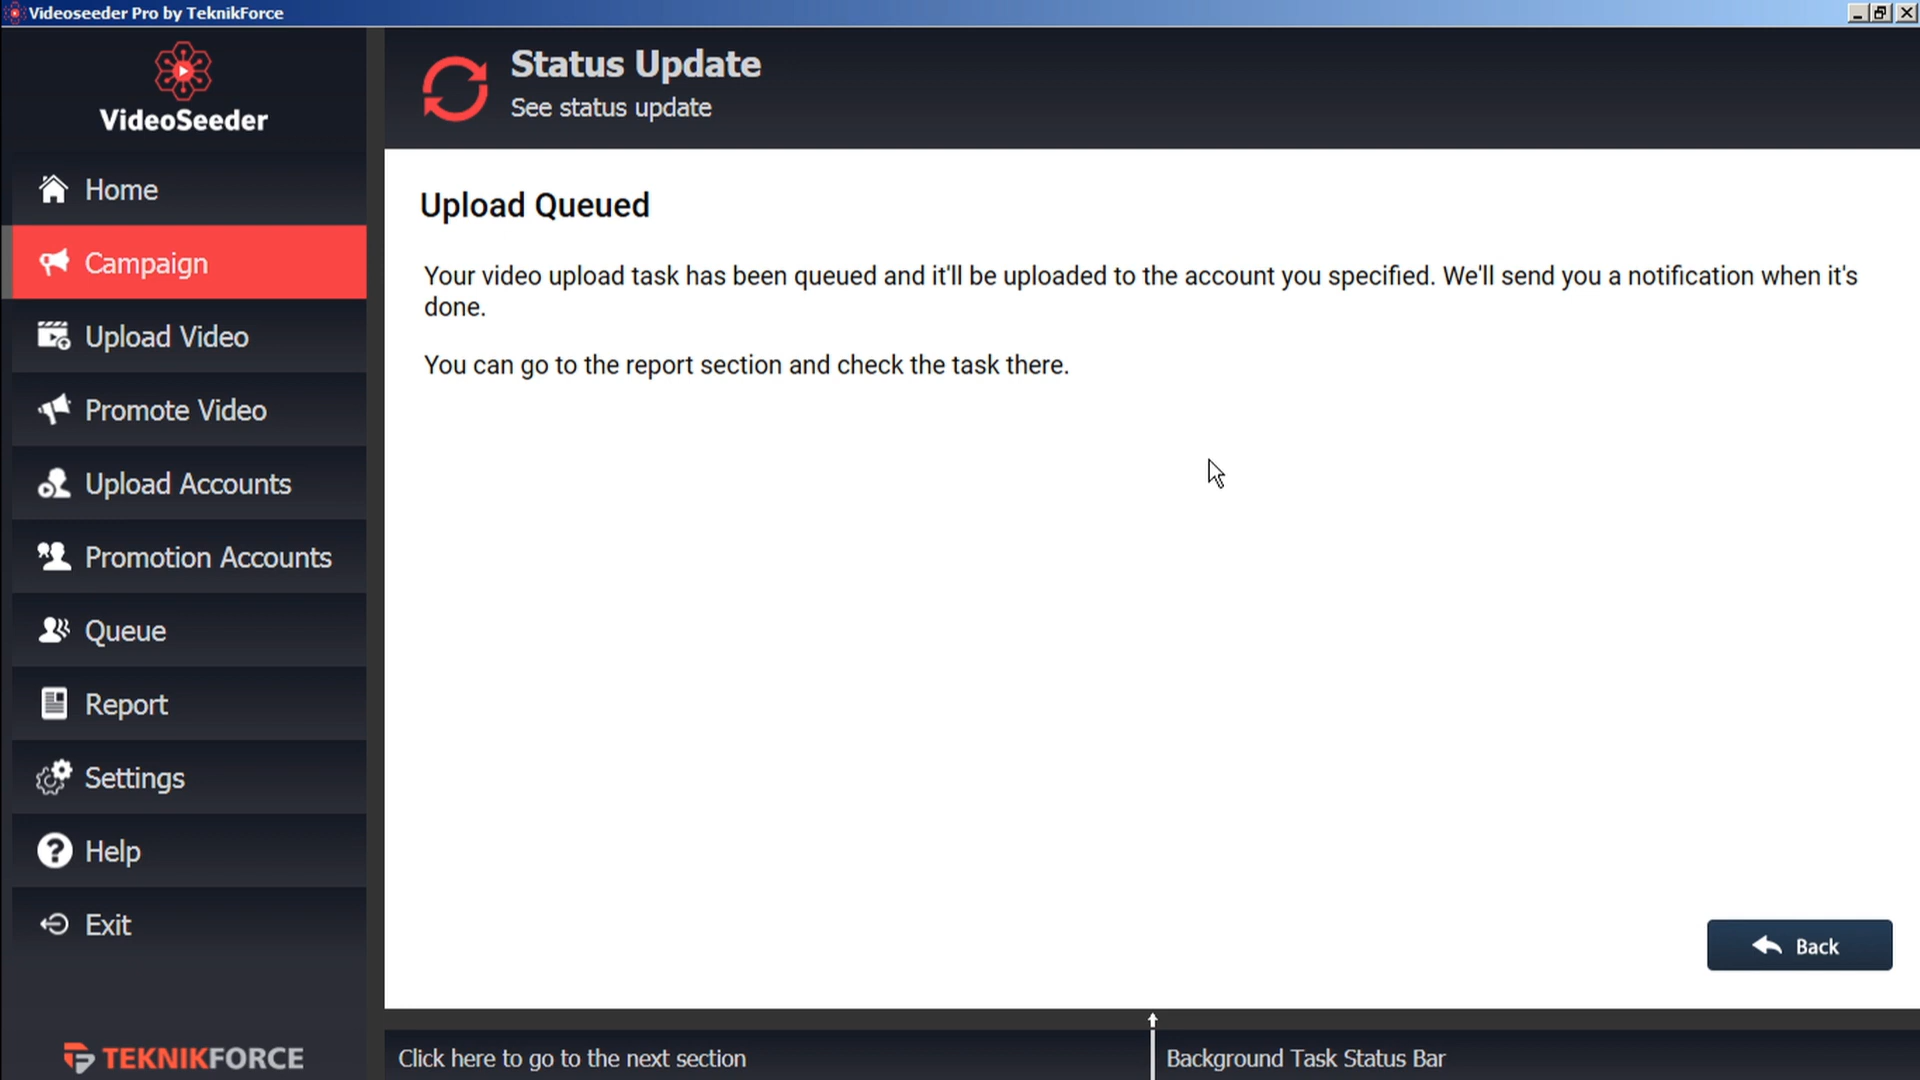 Videoseeder Pro by TeknikForce
VideoSeeder
Home
Campaign
Upload Video
Promote Video
Upload Accounts
Promotion Accounts
Queue
Report
Settings
Help
Exit
TEKNIKFORCE
Status Update
See status update
Upload Queued
Your video upload task has been queued and it'll be uploaded to the account you specified. We'll send you a notification when it's
done.
You can go to the report section and check the task there.
Back
Click here to go to the next section
Background Task Status Bar